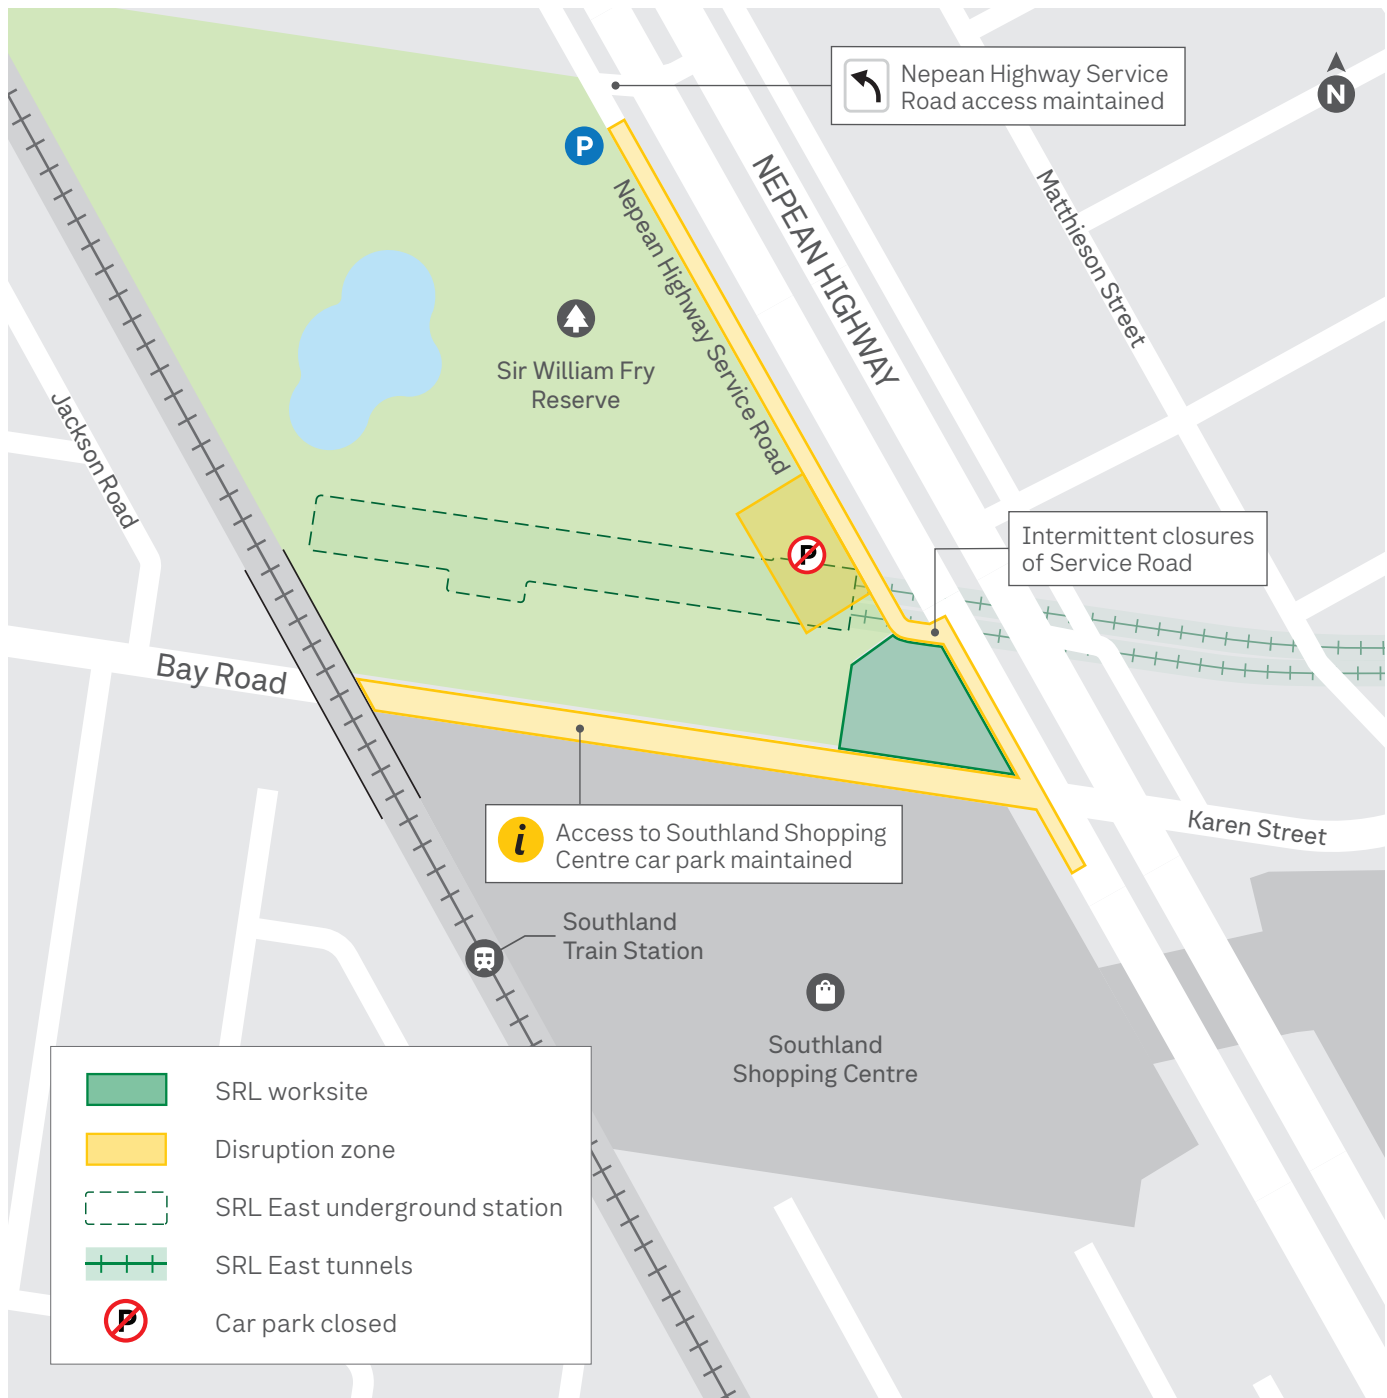 Nepean Highway Service
Road access maintained
N
P
NEPEAN HIGHWAY
Matthieson Street
Nepean Highway Service Road
Sir William Fry
Reserve
Jackson Road
P
Intermittent closures
of Service Road
Bay Road
Karen Street
i
Access to Southland Shopping
Centre car park maintained
Southland
Train Station
Southland
Shopping Centre
SRL worksite
Disruption zone
SRL East underground station
SRL East tunnels
P
Car park closed